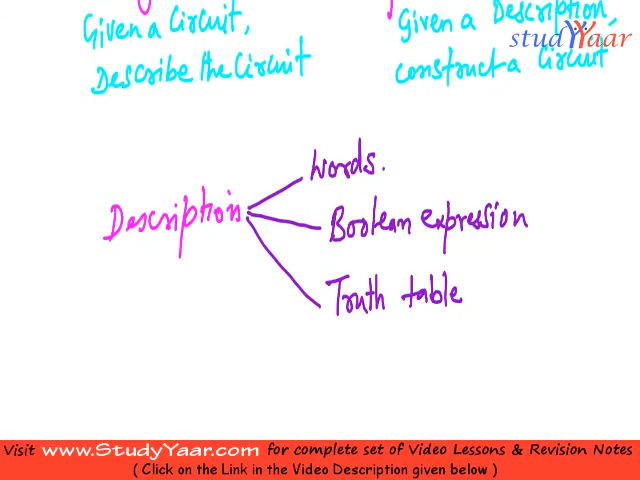 Given a Circuit,
Describe the Circuit
Given a Description,
construct a Circuit
studYYaar
Description
words.
Boolean expression
Truth table
Visit www.StudyYaar.com for complete set of Video Lessons & Revision Notes
( Click on the Link in the Video Description given below )